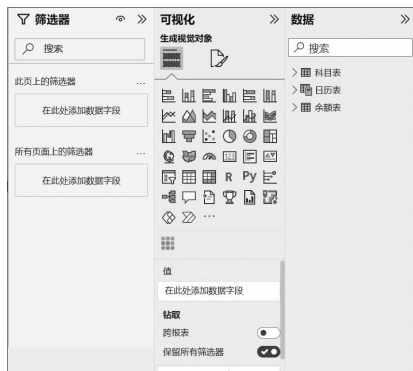 筛选器
搜索
此页上的筛选器 ...
在此处添加数据字段
所有页面上的筛选器 ...
在此处添加数据字段
可视化
生成视觉对象
123
R Py
...
值
在此处添加数据字段
钻取
跨报表
保留所有筛选器
数据
搜索
科目表
日历表
余额表